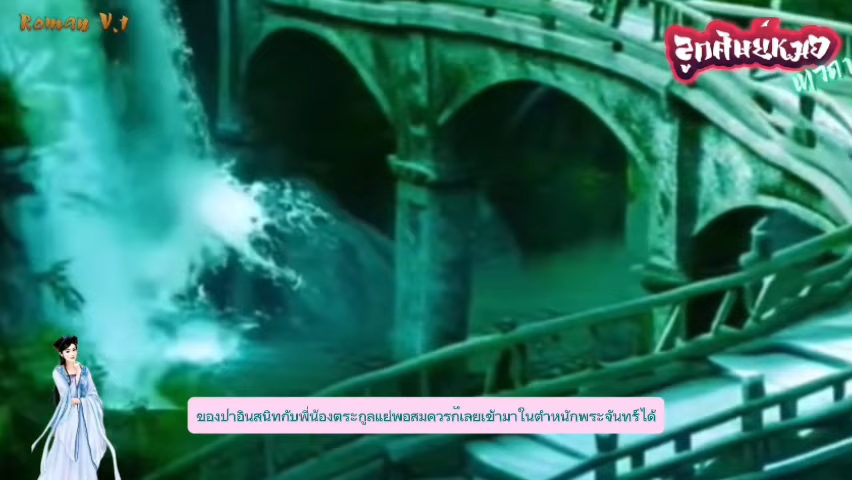 Roman V.1
ลูกศิษย์หมอ
ของปาอินสนิทกับพี่น้องตระกูลแย่พอสมควรก็เลยเข้ามาในตำหนักพระจันทร์ได้